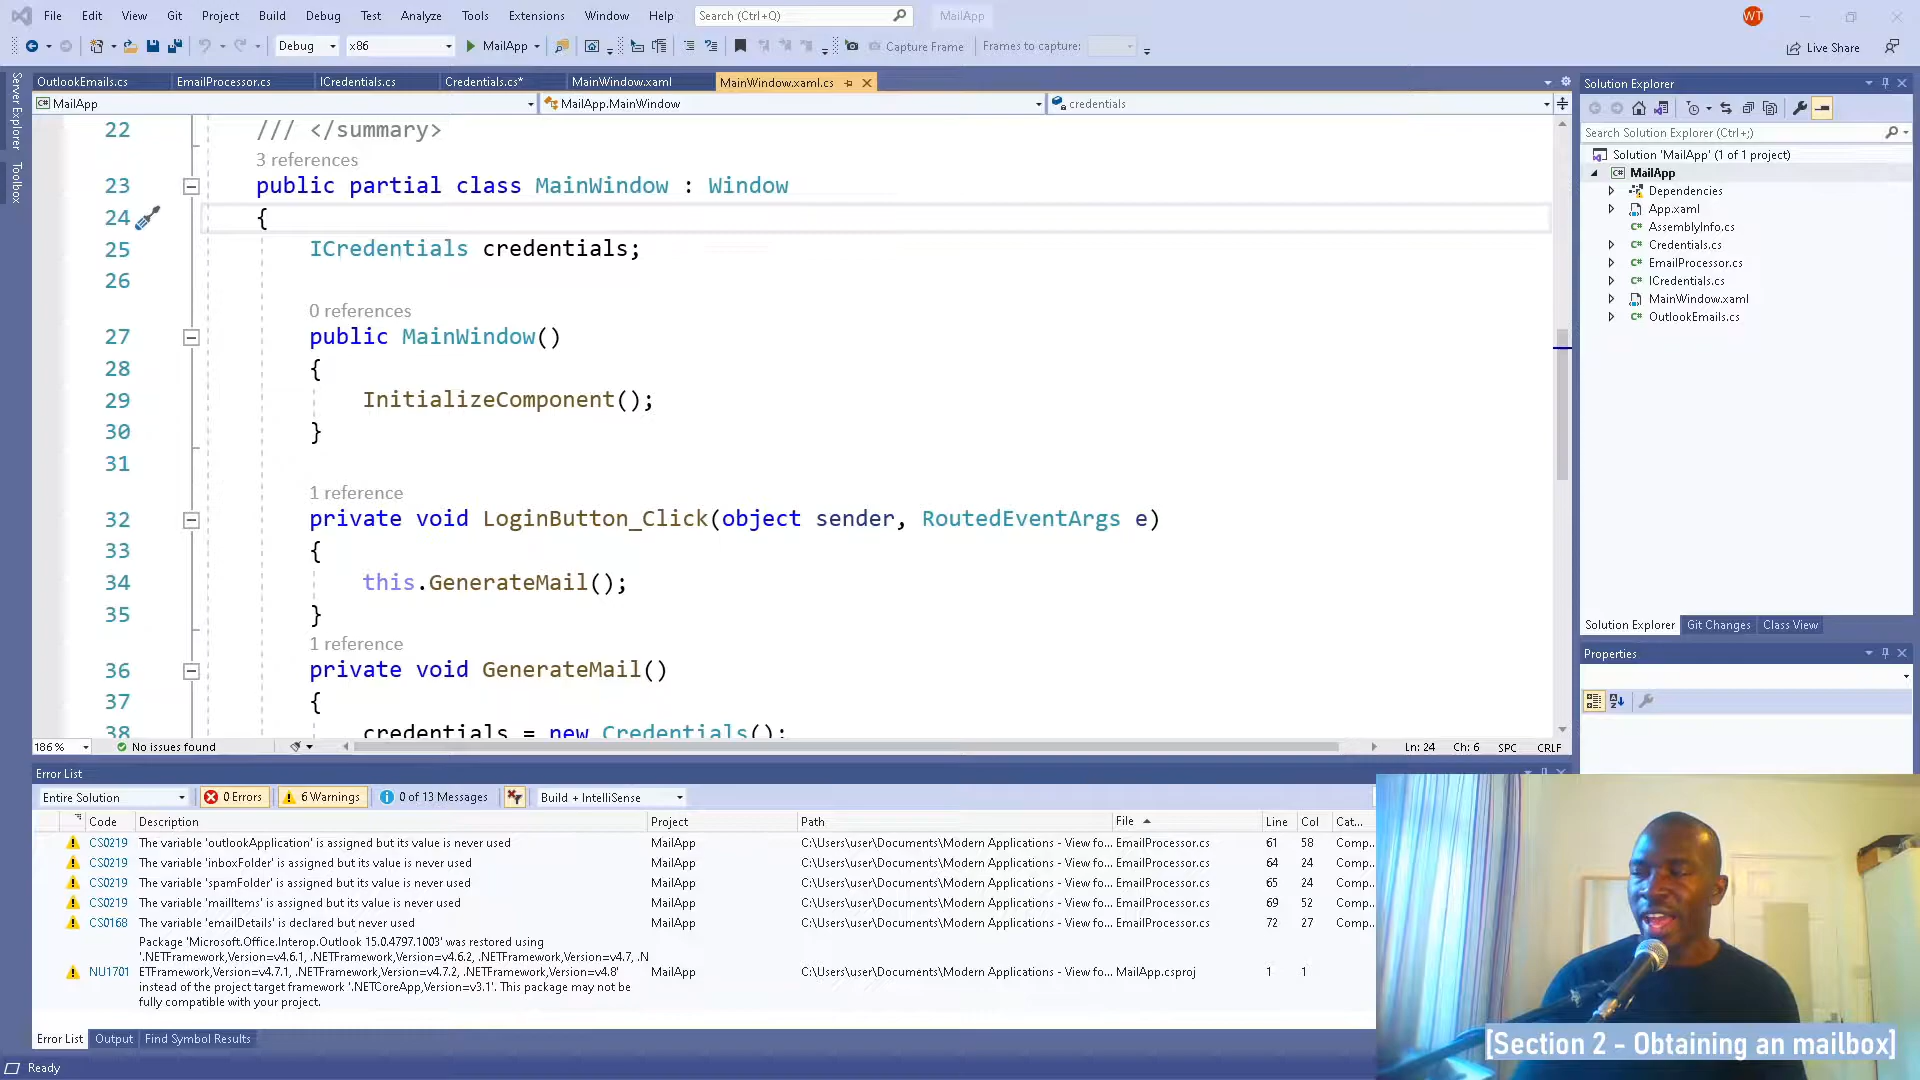 File Edit View Git Project Build Debug Test Analyze Tools Extensions Window Help Search (Ctrl+Q) MailApp WT
Debug x86 MailApp Capture Frame Frames to capture: Live Share
Server Explorer
Toolbox
OutlookEmails.cs EmailProcessor.cs ICredentials.cs Credentials.cs* MainWindow.xaml MainWindow.xaml.cs
MailApp MailApp.MainWindow credentials
22 /// </summary>
3 references
23 public partial class MainWindow : Window
24 {
25 ICredentials credentials;
26
0 references
27 public MainWindow()
28 {
29 InitializeComponent();
30 }
31
1 reference
32 private void LoginButton_Click(object sender, RoutedEventArgs e)
33 {
34 this.GenerateMail();
35 }
1 reference
36 private void GenerateMail()
37 {
38 credentials = new Credentials();
186 % No issues found Ln: 24 Ch: 6 SPC CRLF
Solution Explorer
Search Solution Explorer (Ctrl+;)
Solution 'MailApp' (1 of 1 project)
MailApp
Dependencies
App.xaml
C# AssemblyInfo.cs
C# Credentials.cs
C# EmailProcessor.cs
C# ICredentials.cs
MainWindow.xaml
C# OutlookEmails.cs
Solution Explorer Git Changes Class View
Properties
Error List
Entire Solution 0 Errors 6 Warnings 0 of 13 Messages Build + IntelliSense
Code Description Project Path File Line Col Cat...
CS0219 The variable 'outlookApplication' is assigned but its value is never used MailApp C:\Users\user\Documents\Modern Applications - View fo... EmailProcessor.cs 61 58 Comp...
CS0219 The variable 'inboxFolder' is assigned but its value is never used MailApp C:\Users\user\Documents\Modern Applications - View fo... EmailProcessor.cs 64 24 Comp...
CS0219 The variable 'spamFolder' is assigned but its value is never used MailApp C:\Users\user\Documents\Modern Applications - View fo... EmailProcessor.cs 65 24 Comp...
CS0219 The variable 'mailItems' is assigned but its value is never used MailApp C:\Users\user\Documents\Modern Applications - View fo... EmailProcessor.cs 69 52 Comp...
CS0168 The variable 'emailDetails' is declared but never used MailApp C:\Users\user\Documents\Modern Applications - View fo... EmailProcessor.cs 72 27 Comp...
Package 'Microsoft.Office.Interop.Outlook 15.0.4797.1003' was restored using
'.NETFramework,Version=v4.6.1, .NETFramework,Version=v4.6.2, .NETFramework,Version=v4.7, .N
NU1701 ETFramework,Version=v4.7.1, .NETFramework,Version=v4.7.2, .NETFramework,Version=v4.8' MailApp C:\Users\user\Documents\Modern Applications - View fo... MailApp.csproj 1 1
instead of the project target framework '.NETCoreApp,Version=v3.1'. This package may not be
fully compatible with your project.
Error List Output Find Symbol Results
Ready
[Section 2 - Obtaining an mailbox]